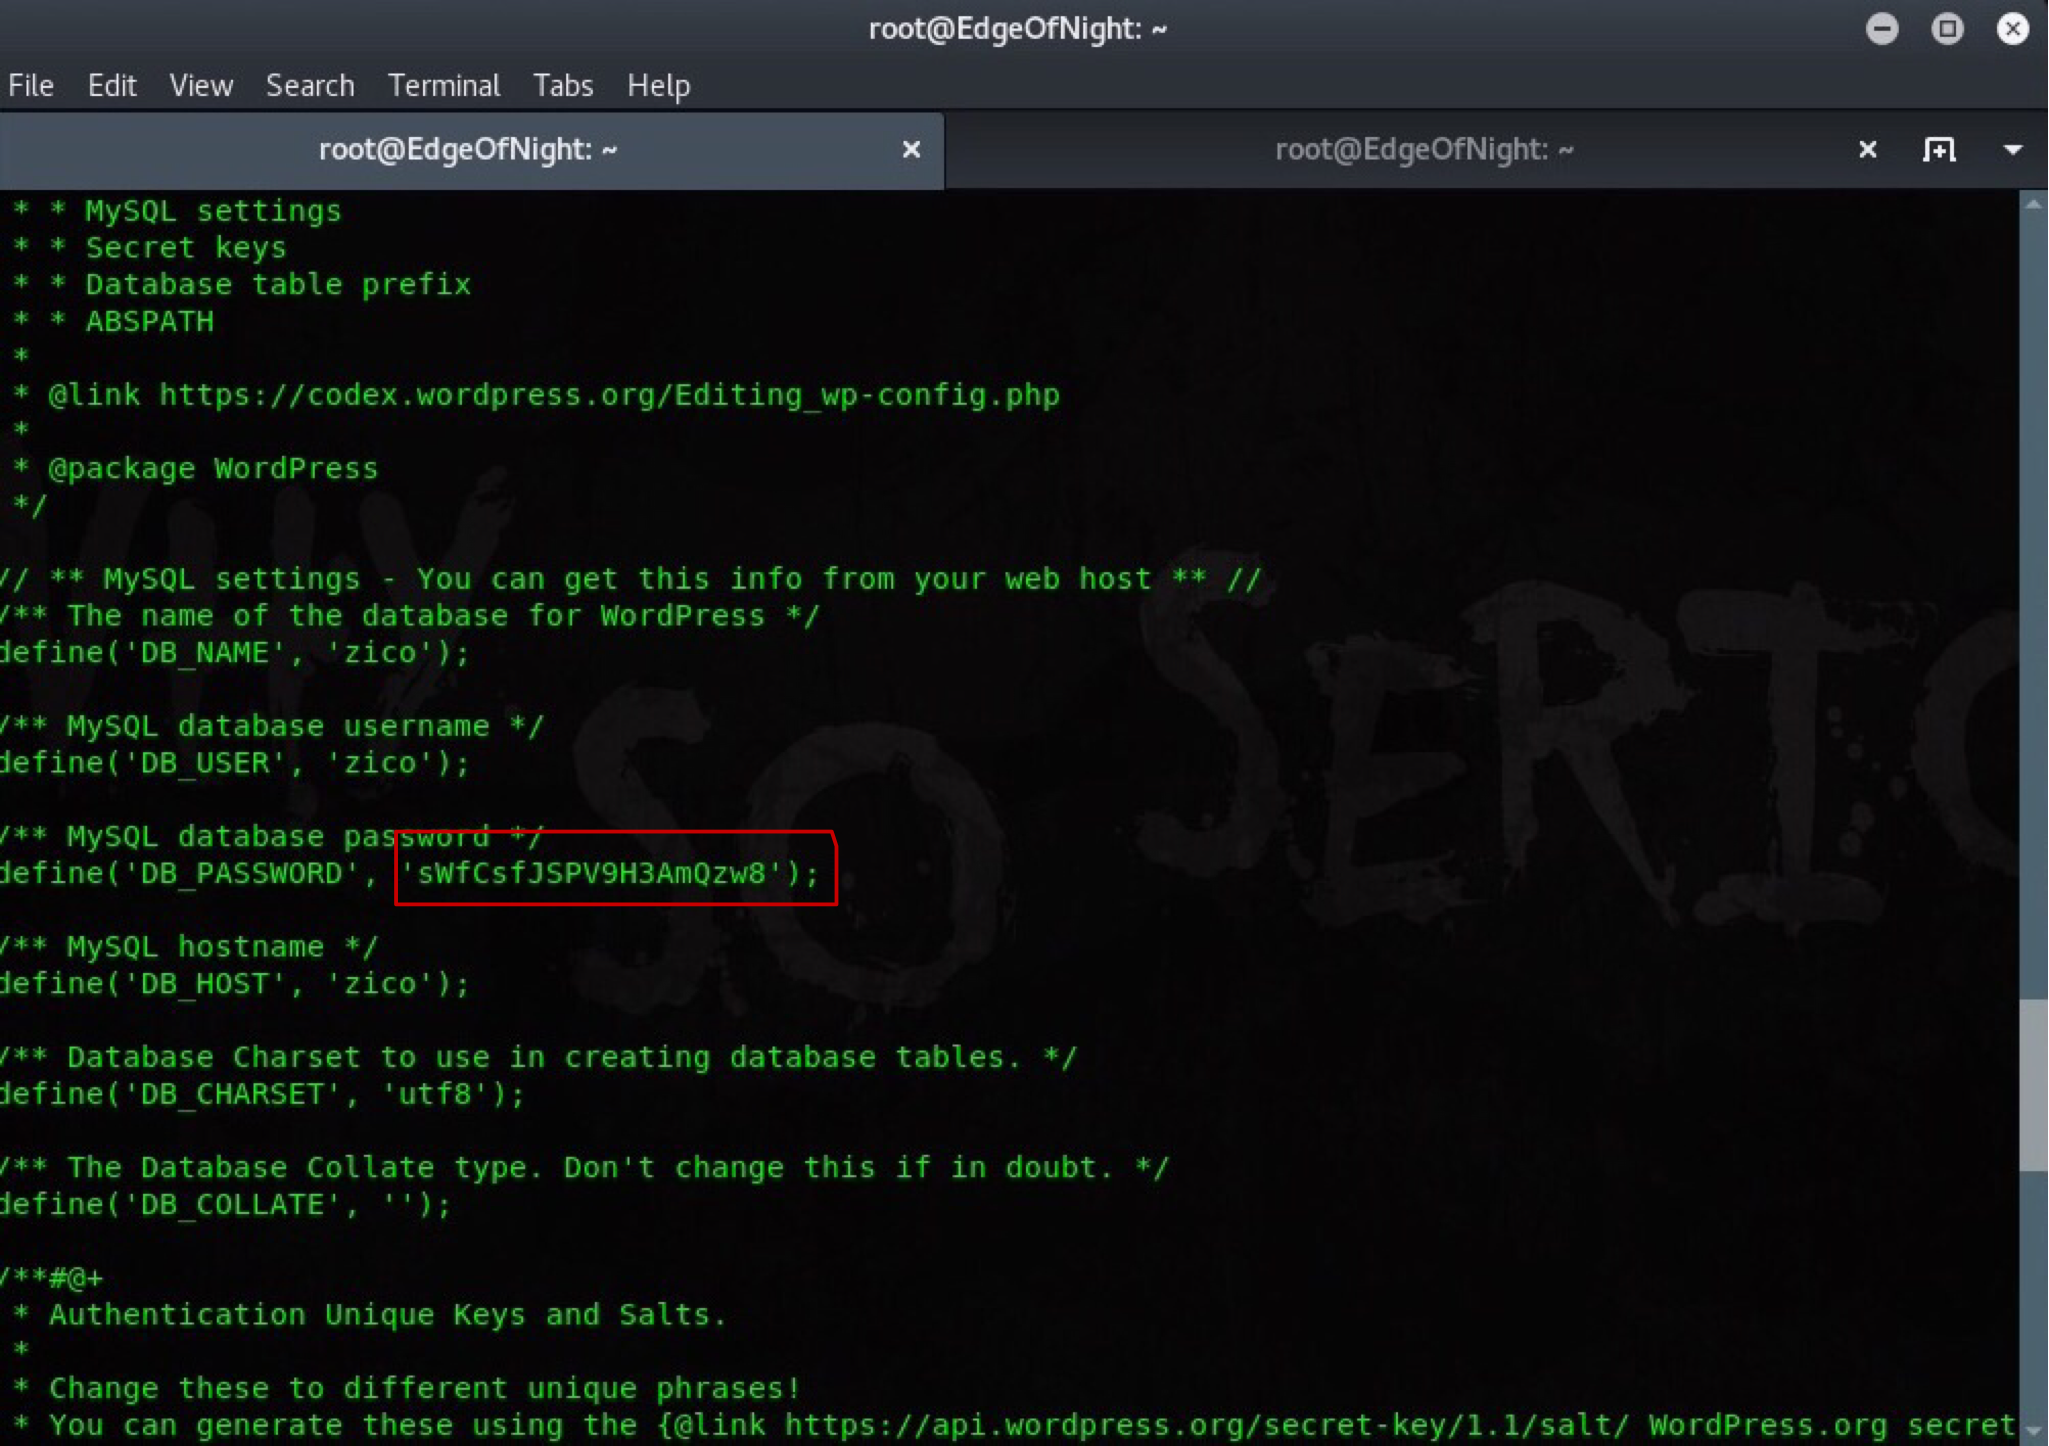 root@EdgeOfNight: ~
File Edit View Search Terminal Tabs Help
root@EdgeOfNight: ~ root@EdgeOfNight: ~
* * MySQL settings
* * Secret keys
* * Database table prefix
* * ABSPATH
*
* @link https://codex.wordpress.org/Editing_wp-config.php
*
* @package WordPress
*/
// ** MySQL settings - You can get this info from your web host ** //
/** The name of the database for WordPress */
define('DB_NAME', 'zico');
/** MySQL database username */
define('DB_USER', 'zico');
/** MySQL database password */
define('DB_PASSWORD', 'sWfCsfJSPV9H3AmQzw8');
/** MySQL hostname */
define('DB_HOST', 'zico');
/** Database Charset to use in creating database tables. */
define('DB_CHARSET', 'utf8');
/** The Database Collate type. Don't change this if in doubt. */
define('DB_COLLATE', '');
/**#@+
* Authentication Unique Keys and Salts.
*
* Change these to different unique phrases!
* You can generate these using the {@link https://api.wordpress.org/secret-key/1.1/salt/ WordPress.org secret
WHY SO SERIO